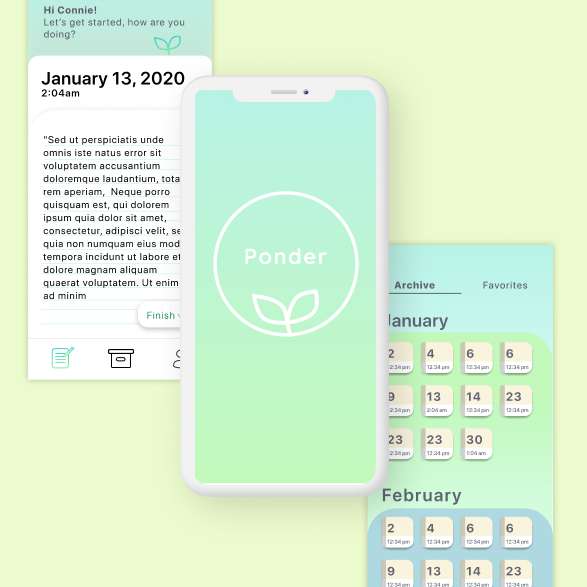 Hi Connie!
Let's get started, how are you
doing?
January 13, 2020
2:04am
"Sed ut perspiciatis unde
omnis iste natus error sit
voluptatem accusantium
doloremque laudantium, tota
rem aperiam,  Neque porro
quisquam est, qui dolorem
ipsum quia dolor sit amet,
consectetur, adipisci velit, se
quia non numquam eius mod
tempora incidunt ut labore et
dolore magnam aliquam
quaerat voluptatem. Ut enim
ad minim
Finish
Ponder
Archive Favorites
January
2 4 6 6
12:34 pm 12:34 pm 12:34 pm 12:34 pm
9 13 14 23
12:34 pm 2:04 am 12:34 pm 12:34 pm
23 23 30
12:34 pm 12:34 pm 1:04 am
February
2 4 6 6
12:34 pm 12:34 pm 12:34 pm 12:34 pm
9 13 14 23
12:34 pm 12:34 pm 12:34 pm 12:34 pm